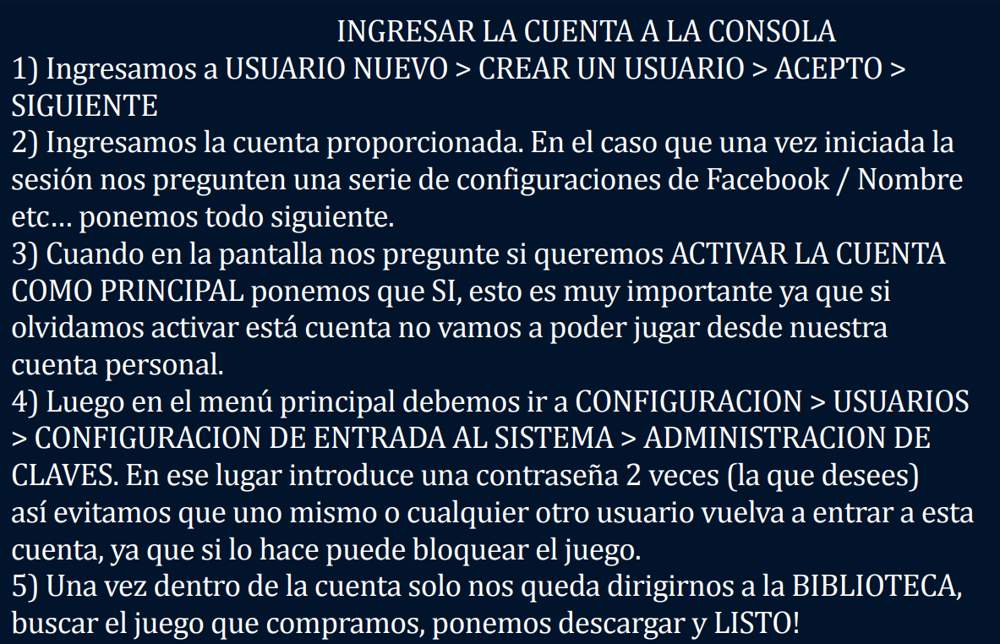 INGRESAR LA CUENTA A LA CONSOLA
1) Ingresamos a USUARIO NUEVO > CREAR UN USUARIO > ACEPTO >
SIGUIENTE
2) Ingresamos la cuenta proporcionada. En el caso que una vez iniciada la
sesión nos pregunten una serie de configuraciones de Facebook / Nombre
etc... ponemos todo siguiente.
3) Cuando en la pantalla nos pregunte si queremos ACTIVAR LA CUENTA
COMO PRINCIPAL ponemos que SI, esto es muy importante ya que si
olvidamos activar está cuenta no vamos a poder jugar desde nuestra
cuenta personal.
4) Luego en el menú principal debemos ir a CONFIGURACION > USUARIOS
> CONFIGURACION DE ENTRADA AL SISTEMA > ADMINISTRACION DE
CLAVES. En ese lugar introduce una contraseña 2 veces (la que desees)
así evitamos que uno mismo o cualquier otro usuario vuelva a entrar a esta
cuenta, ya que si lo hace puede bloquear el juego.
5) Una vez dentro de la cuenta solo nos queda dirigirnos a la BIBLIOTECA,
buscar el juego que compramos, ponemos descargar y LISTO!